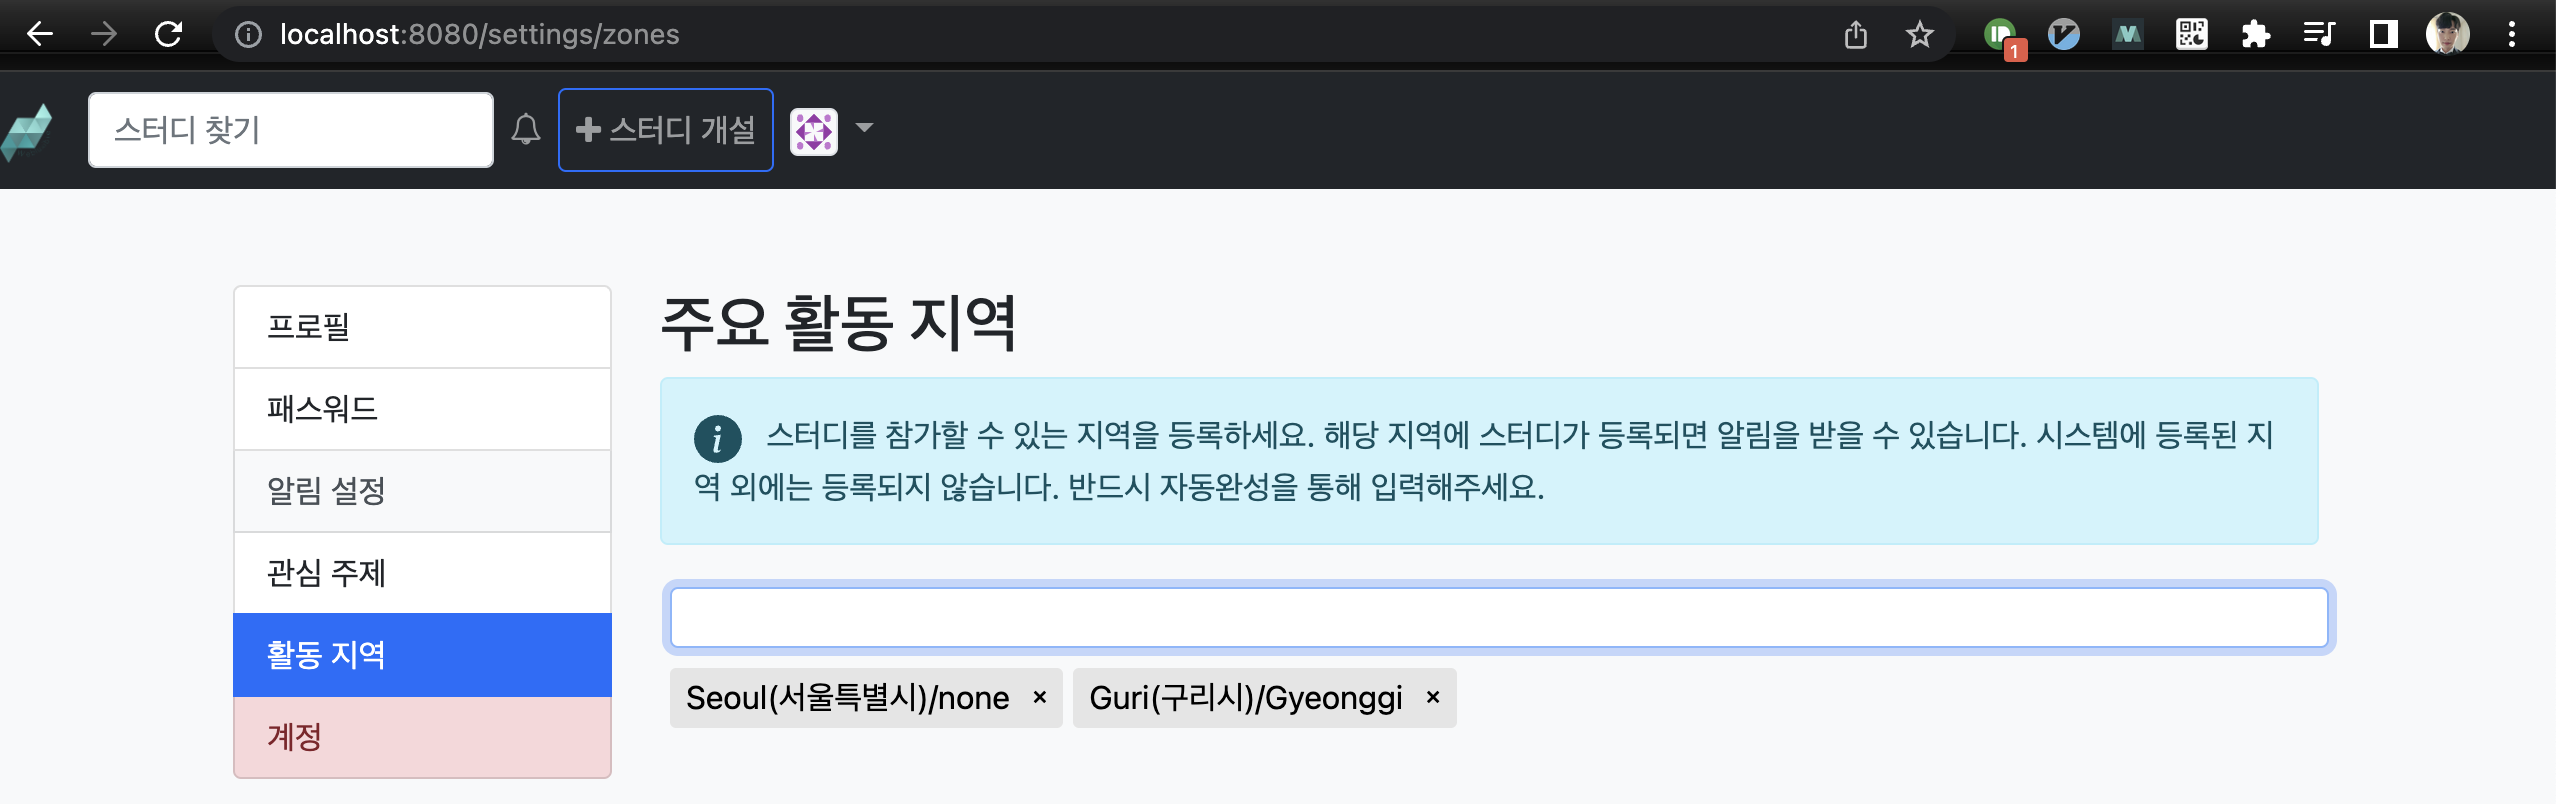 localhost:8080/settings/zones
1
스터디 찾기
스터디 개설
프로필
패스워드
알림 설정
관심 주제
활동 지역
계정
주요 활동 지역
스터디를 참가할 수 있는 지역을 등록하세요. 해당 지역에 스터디가 등록되면 알림을 받을 수 있습니다. 시스템에 등록된 지
역 외에는 등록되지 않습니다. 반드시 자동완성을 통해 입력해주세요.
Seoul(서울특별시)/none × Guri(구리시)/Gyeonggi ×